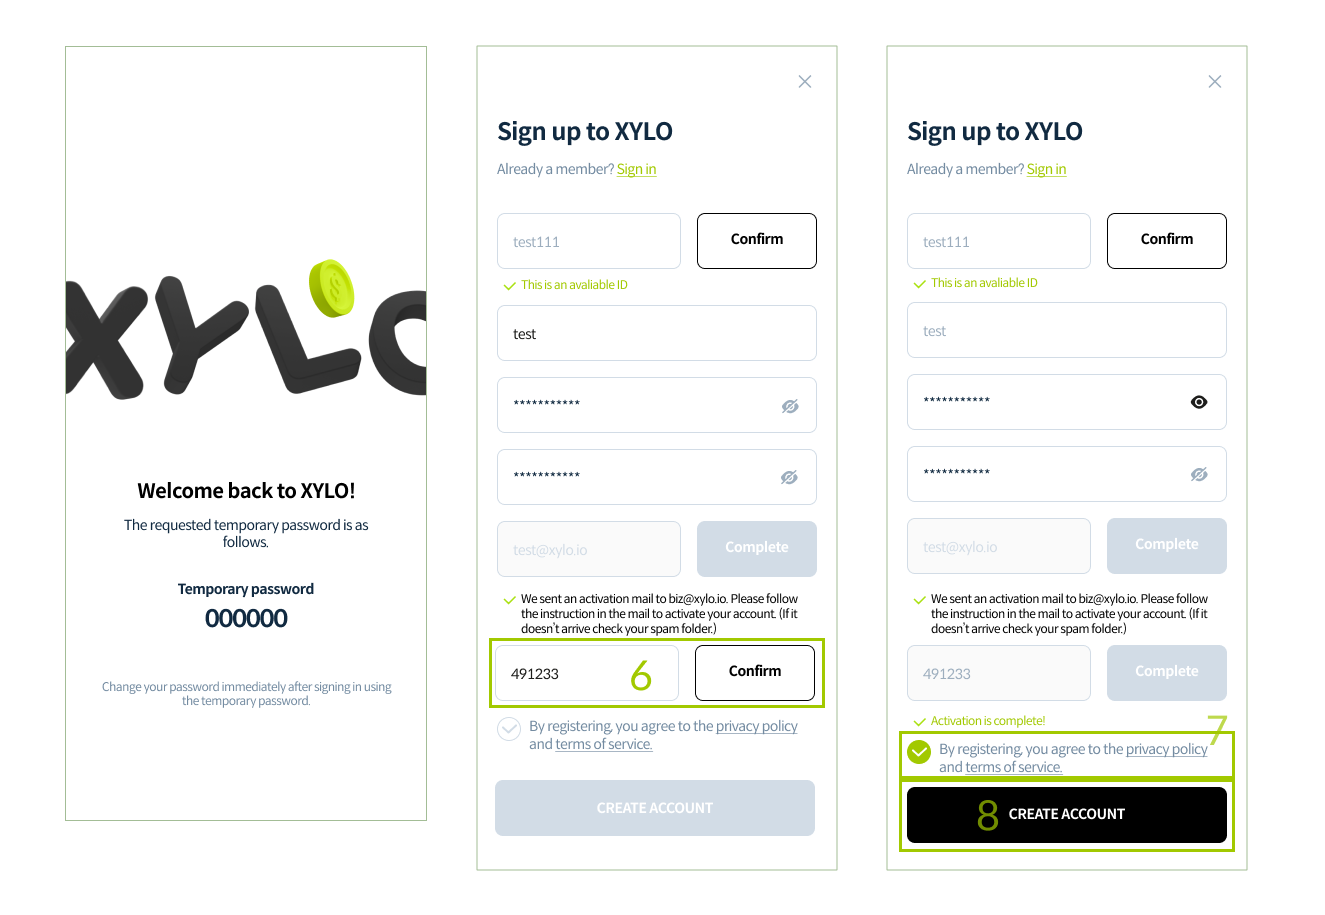 XYLO
Welcome back to XYLO!
The requested temporary password is as
follows.
Temporary password
000000
Change your password immediately after signing in using
the temporary password.
Sign up to XYLO
Already a member? Sign in
test111
Confirm
This is an avaliable ID
test
***********
***********
test@xylo.io
Complete
We sent an activation mail to biz@xylo.io. Please follow
the instruction in the mail to activate your account. (If it
doesn't arrive check your spam folder.)
491233
6
Confirm
By registering, you agree to the privacy policy
and terms of service.
CREATE ACCOUNT
Sign up to XYLO
Already a member? Sign in
test111
Confirm
This is an avaliable ID
test
***********
***********
test@xylo.io
Complete
We sent an activation mail to biz@xylo.io. Please follow
the instruction in the mail to activate your account. (If it
doesn't arrive check your spam folder.)
491233
Complete
Activation is complete!
7
By registering, you agree to the privacy policy
and terms of service.
8 CREATE ACCOUNT